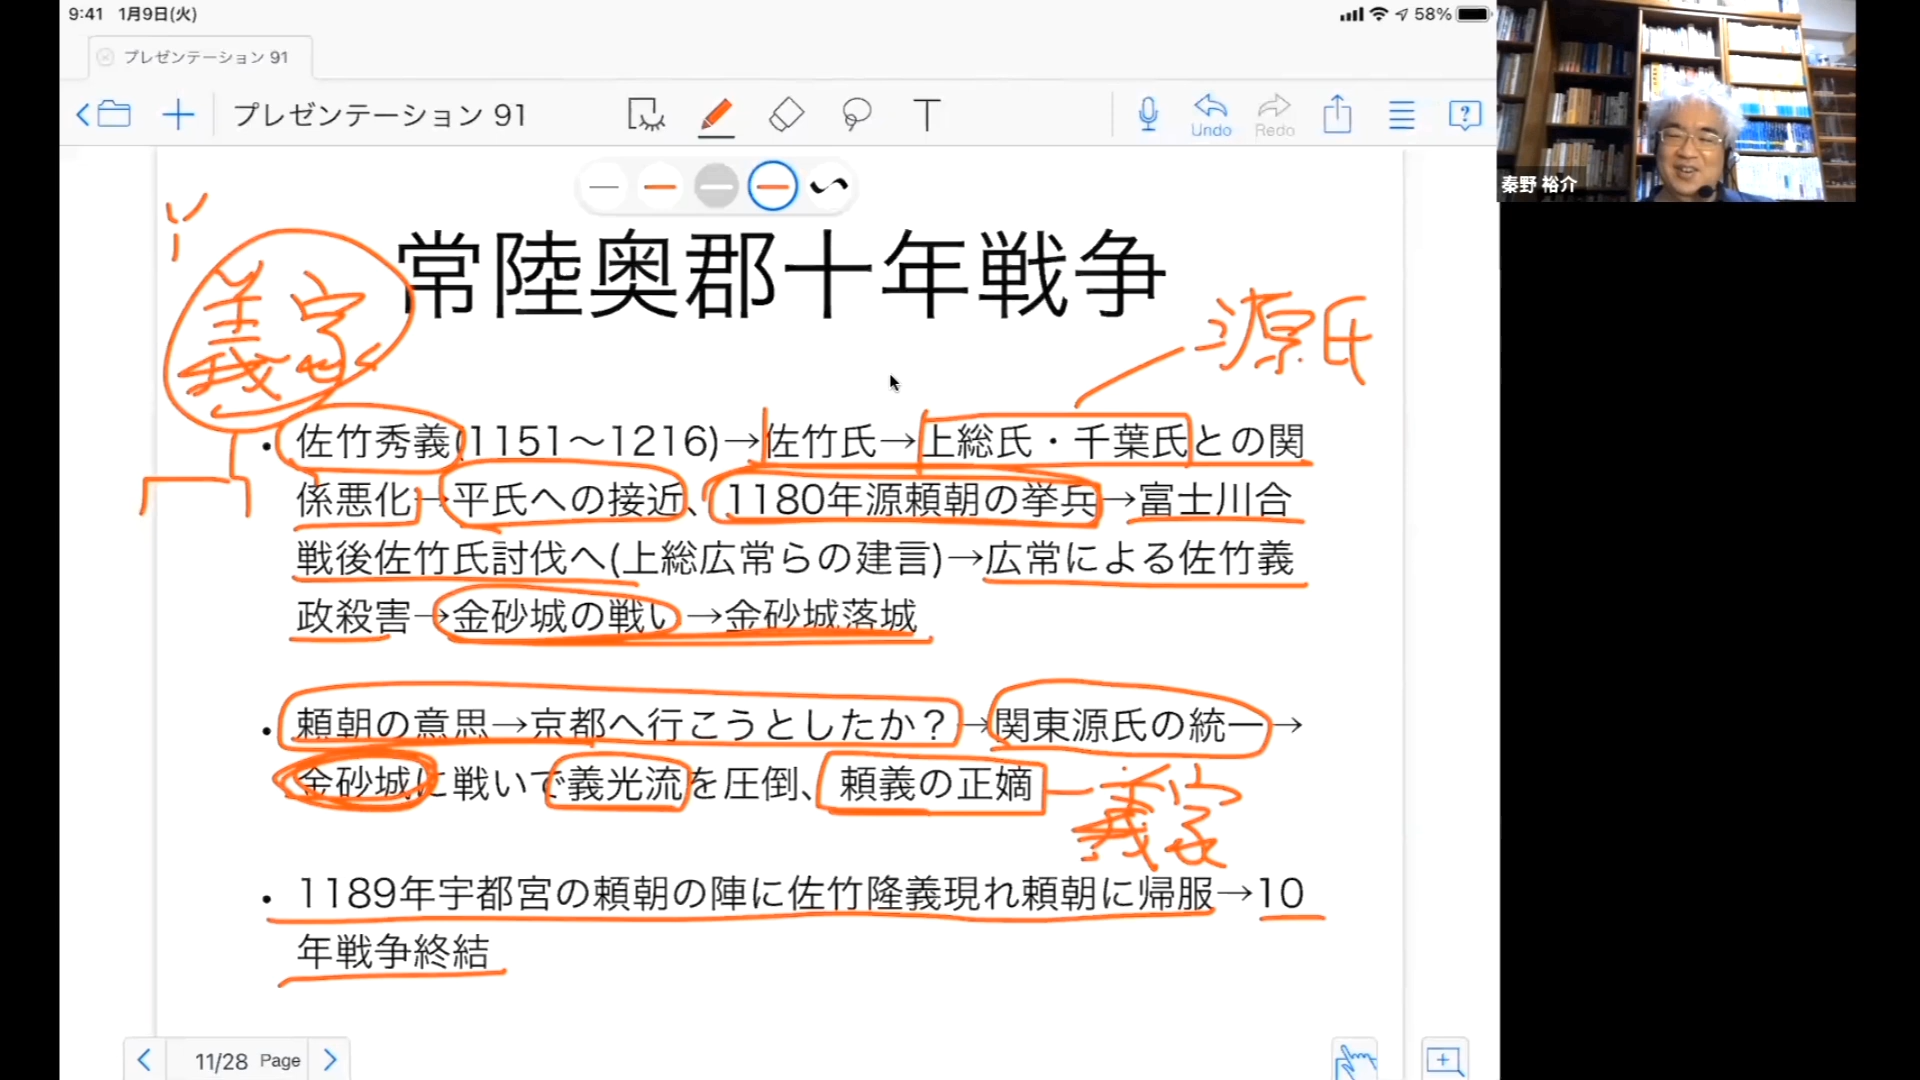 9:41 1月9日(火)
58%
プレゼンテーション 91
プレゼンテーション 91
Undo
Redo
秦野 裕介
常陸奥郡十年戦争
義家
源氏
・佐竹秀義(1151〜1216)→佐竹氏→上総氏・千葉氏との関
係悪化→平氏への接近、1180年源頼朝の挙兵→富士川合
戦後佐竹氏討伐へ(上総広常らの建言)→広常による佐竹義
政殺害→金砂城の戦い→金砂城落城
・頼朝の意思→京都へ行こうとしたか？→関東源氏の統一→
金砂城に戦いで義光流を圧倒、頼義の正嫡
義家
・1189年宇都宮の頼朝の陣に佐竹隆義現れ頼朝に帰服→10
年戦争終結
11/28 Page